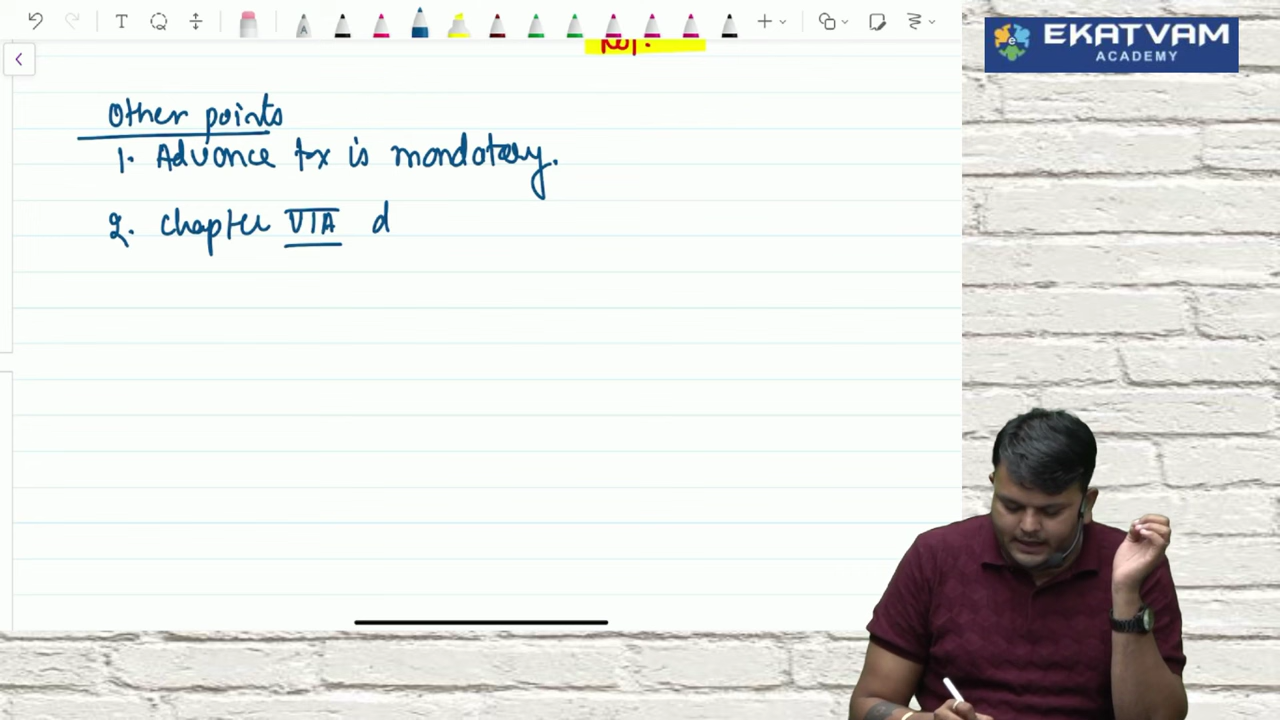 EKATVAM
ACADEMY
Other points
1. Advance tax is mandatory.
2. Chapter VIA d